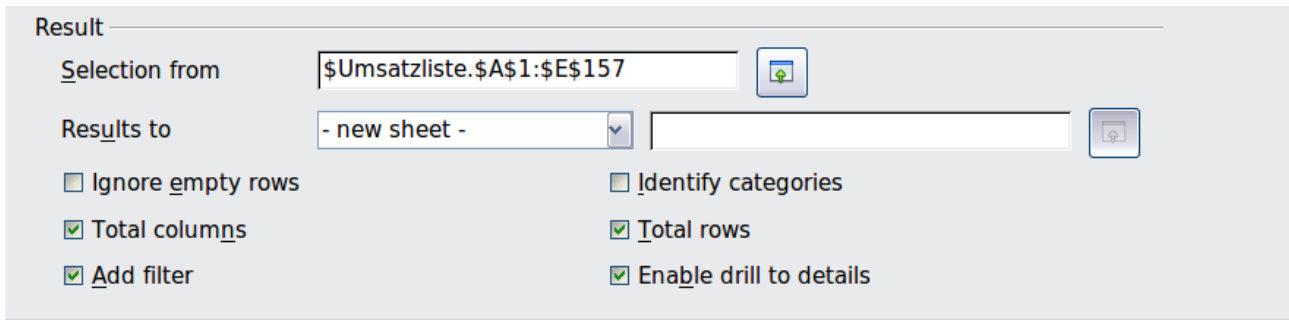 Result
Selection from $Umsatzliste.$A$1:$E$157
Results to - new sheet -
Ignore empty rows Identify categories
Total columns Total rows
Add filter Enable drill to details